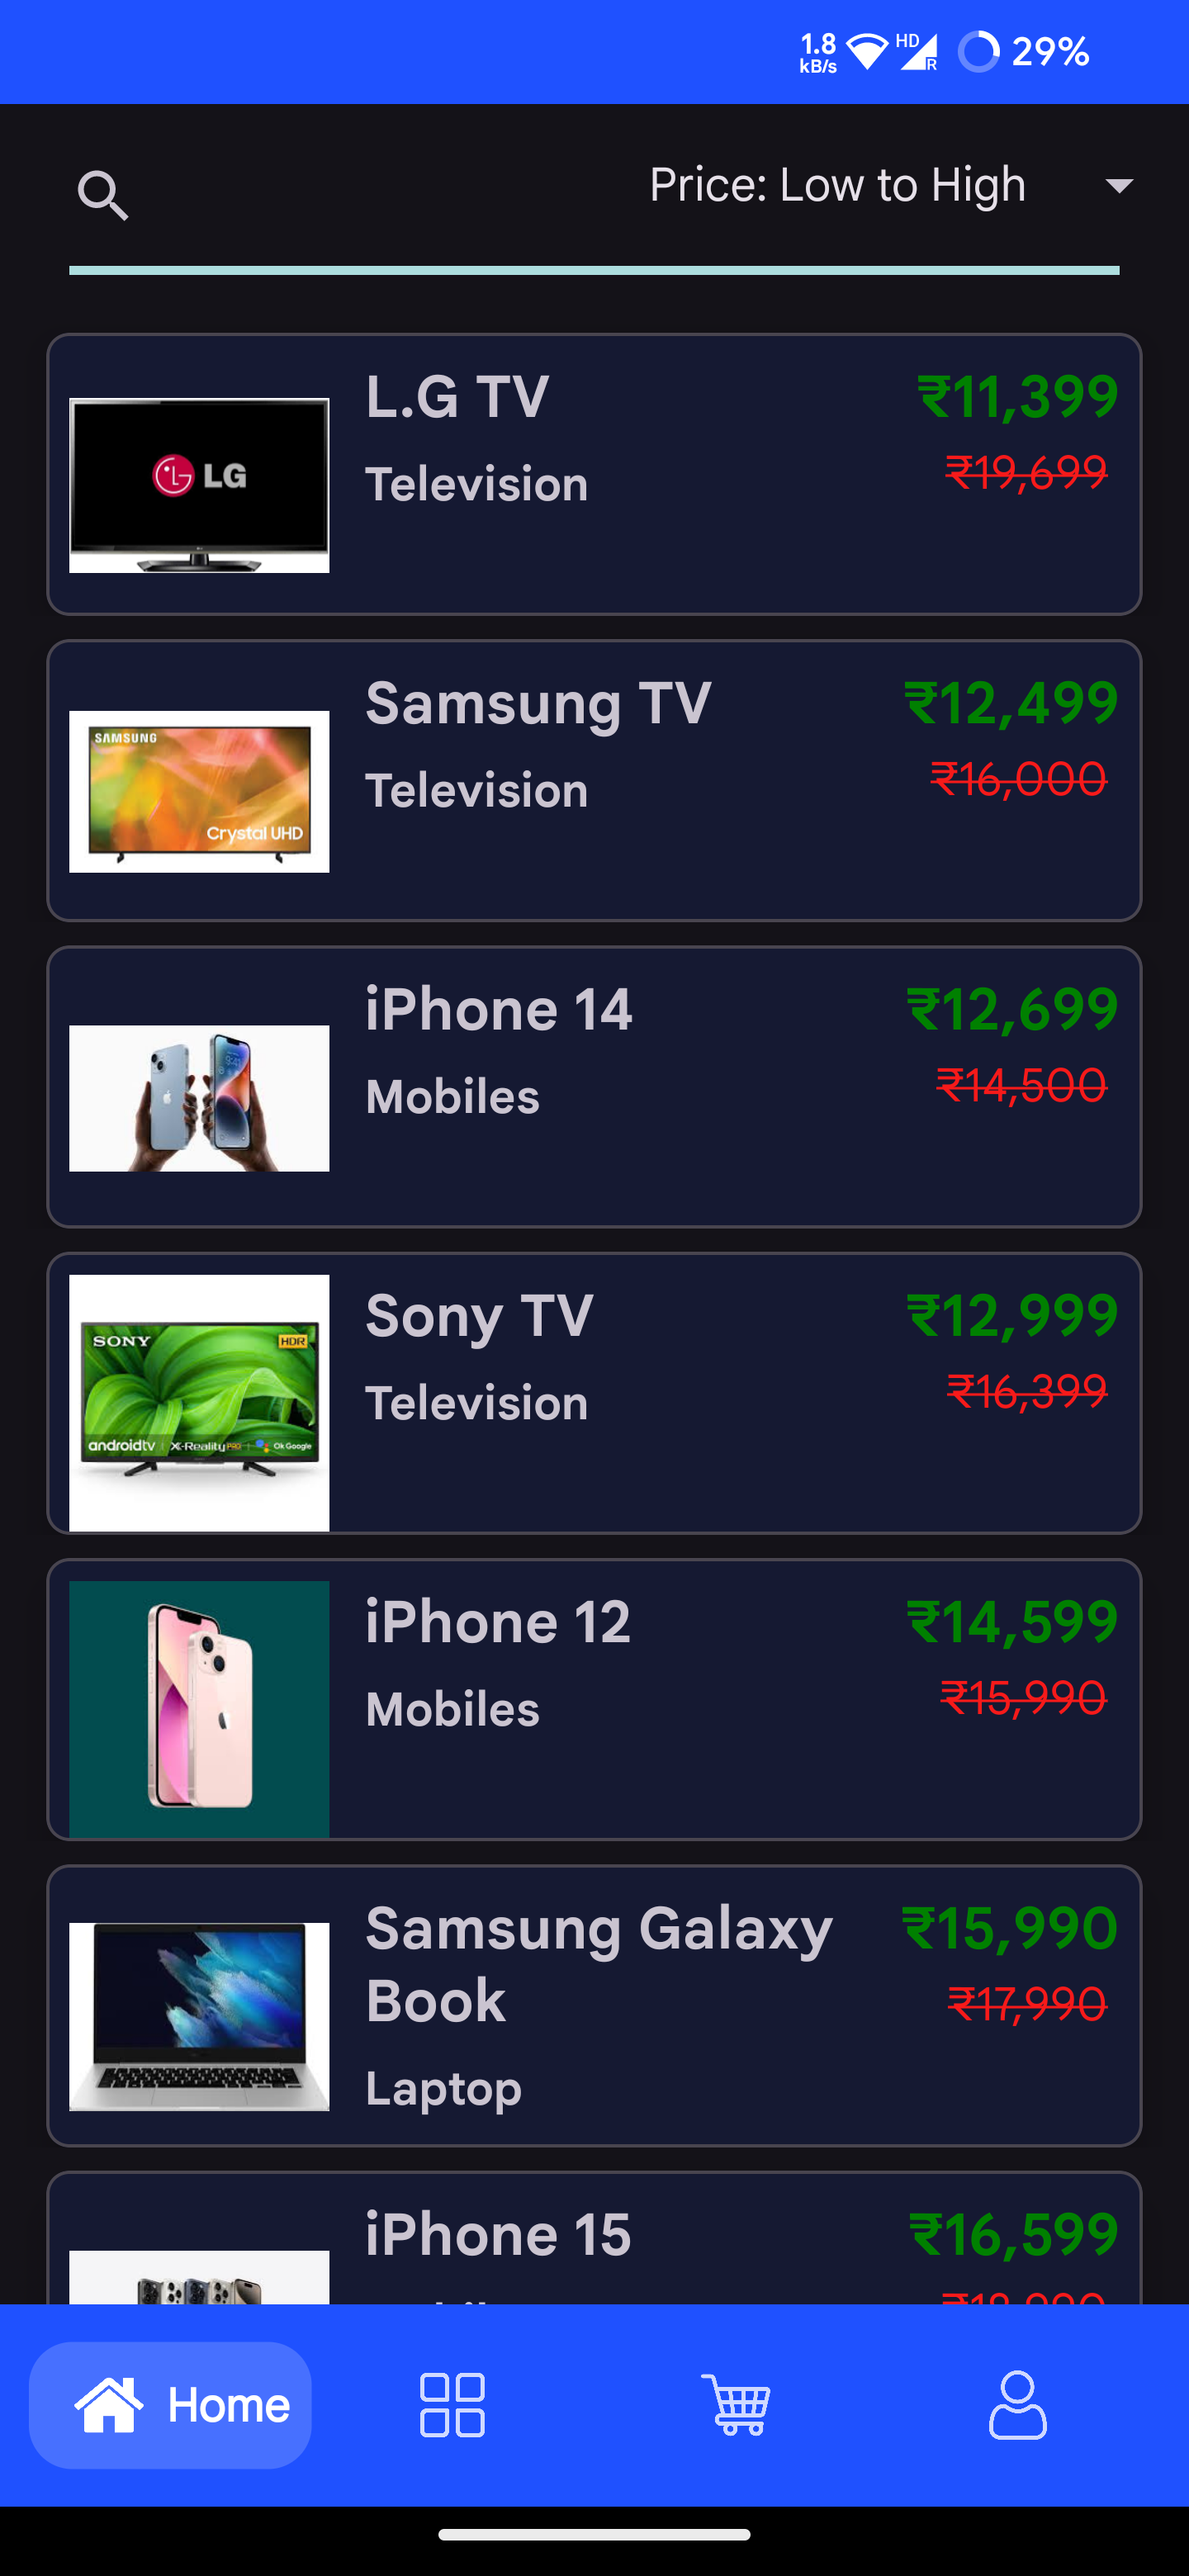 1.8
kB/s
HD
R
29%
Price: Low to High
LG
L.G TV
₹11,399
₹19,699
Television
SAMSUNG
Crystal UHD
Samsung TV
₹12,499
₹16,000
Television
iPhone 14
₹12,699
₹14,500
Mobiles
SONY
HDR
androidtv
X-Reality PRO
Ok Google
Sony TV
₹12,999
₹16,399
Television
iPhone 12
₹14,599
₹15,990
Mobiles
Samsung Galaxy
Book
₹15,990
₹17,990
Laptop
iPhone 15
₹16,599
Home